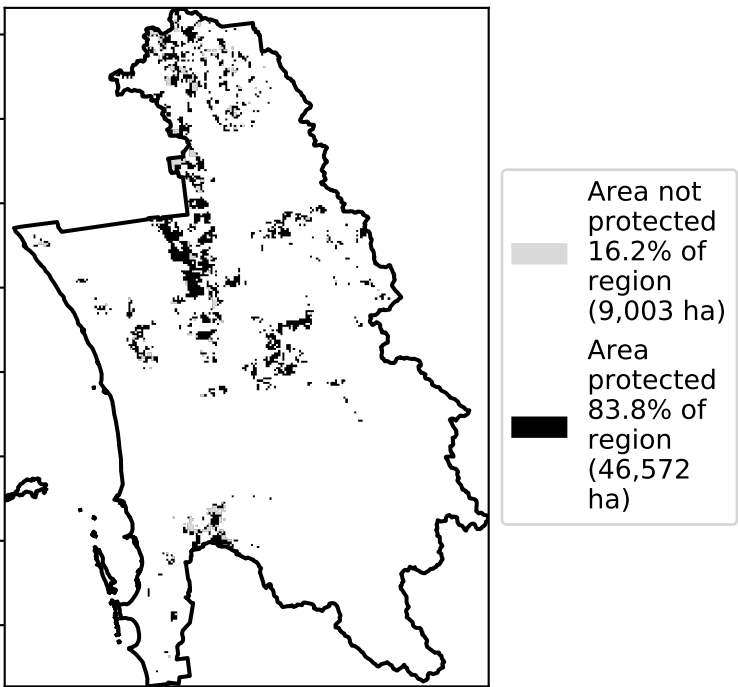 Area not
protected
16.2% of
region
(9,003 ha)
Area
protected
83.8% of
region
(46,572
ha)